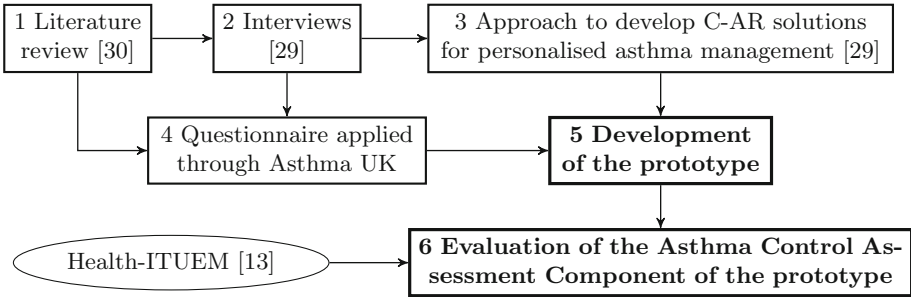 1 Literature
review [30]
2 Interviews
[29]
3 Approach to develop C-AR solutions
for personalised asthma management [29]
4 Questionnaire applied
through Asthma UK
5 Development
of the prototype
Health-ITUEM [13]
6 Evaluation of the Asthma Control As-
sessment Component of the prototype